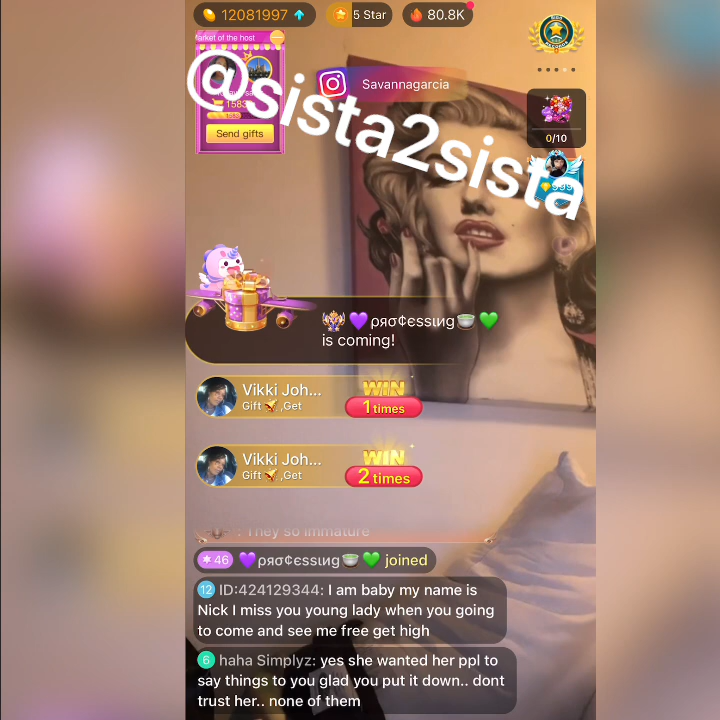 12081997
5 Star
80.8K
arket of the host
1583
Send gifts
Savannagarcia
@sista2sista
0/10
999
💜ρяσ¢єѕѕιиg🍵💚
is coming!
Vikki Joh...
Gift ,Get
WIN
1 times
Vikki Joh...
Gift ,Get
WIN
2 times
: They so immature
46 💜ρяσ¢єѕѕιиg🍵💚 joined
12 ID:424129344: I am baby my name is
Nick I miss you young lady when you going
to come and see me free get high
6 haha Simplyz: yes she wanted her ppl to
say things to you glad you put it down.. dont
trust her.. none of them